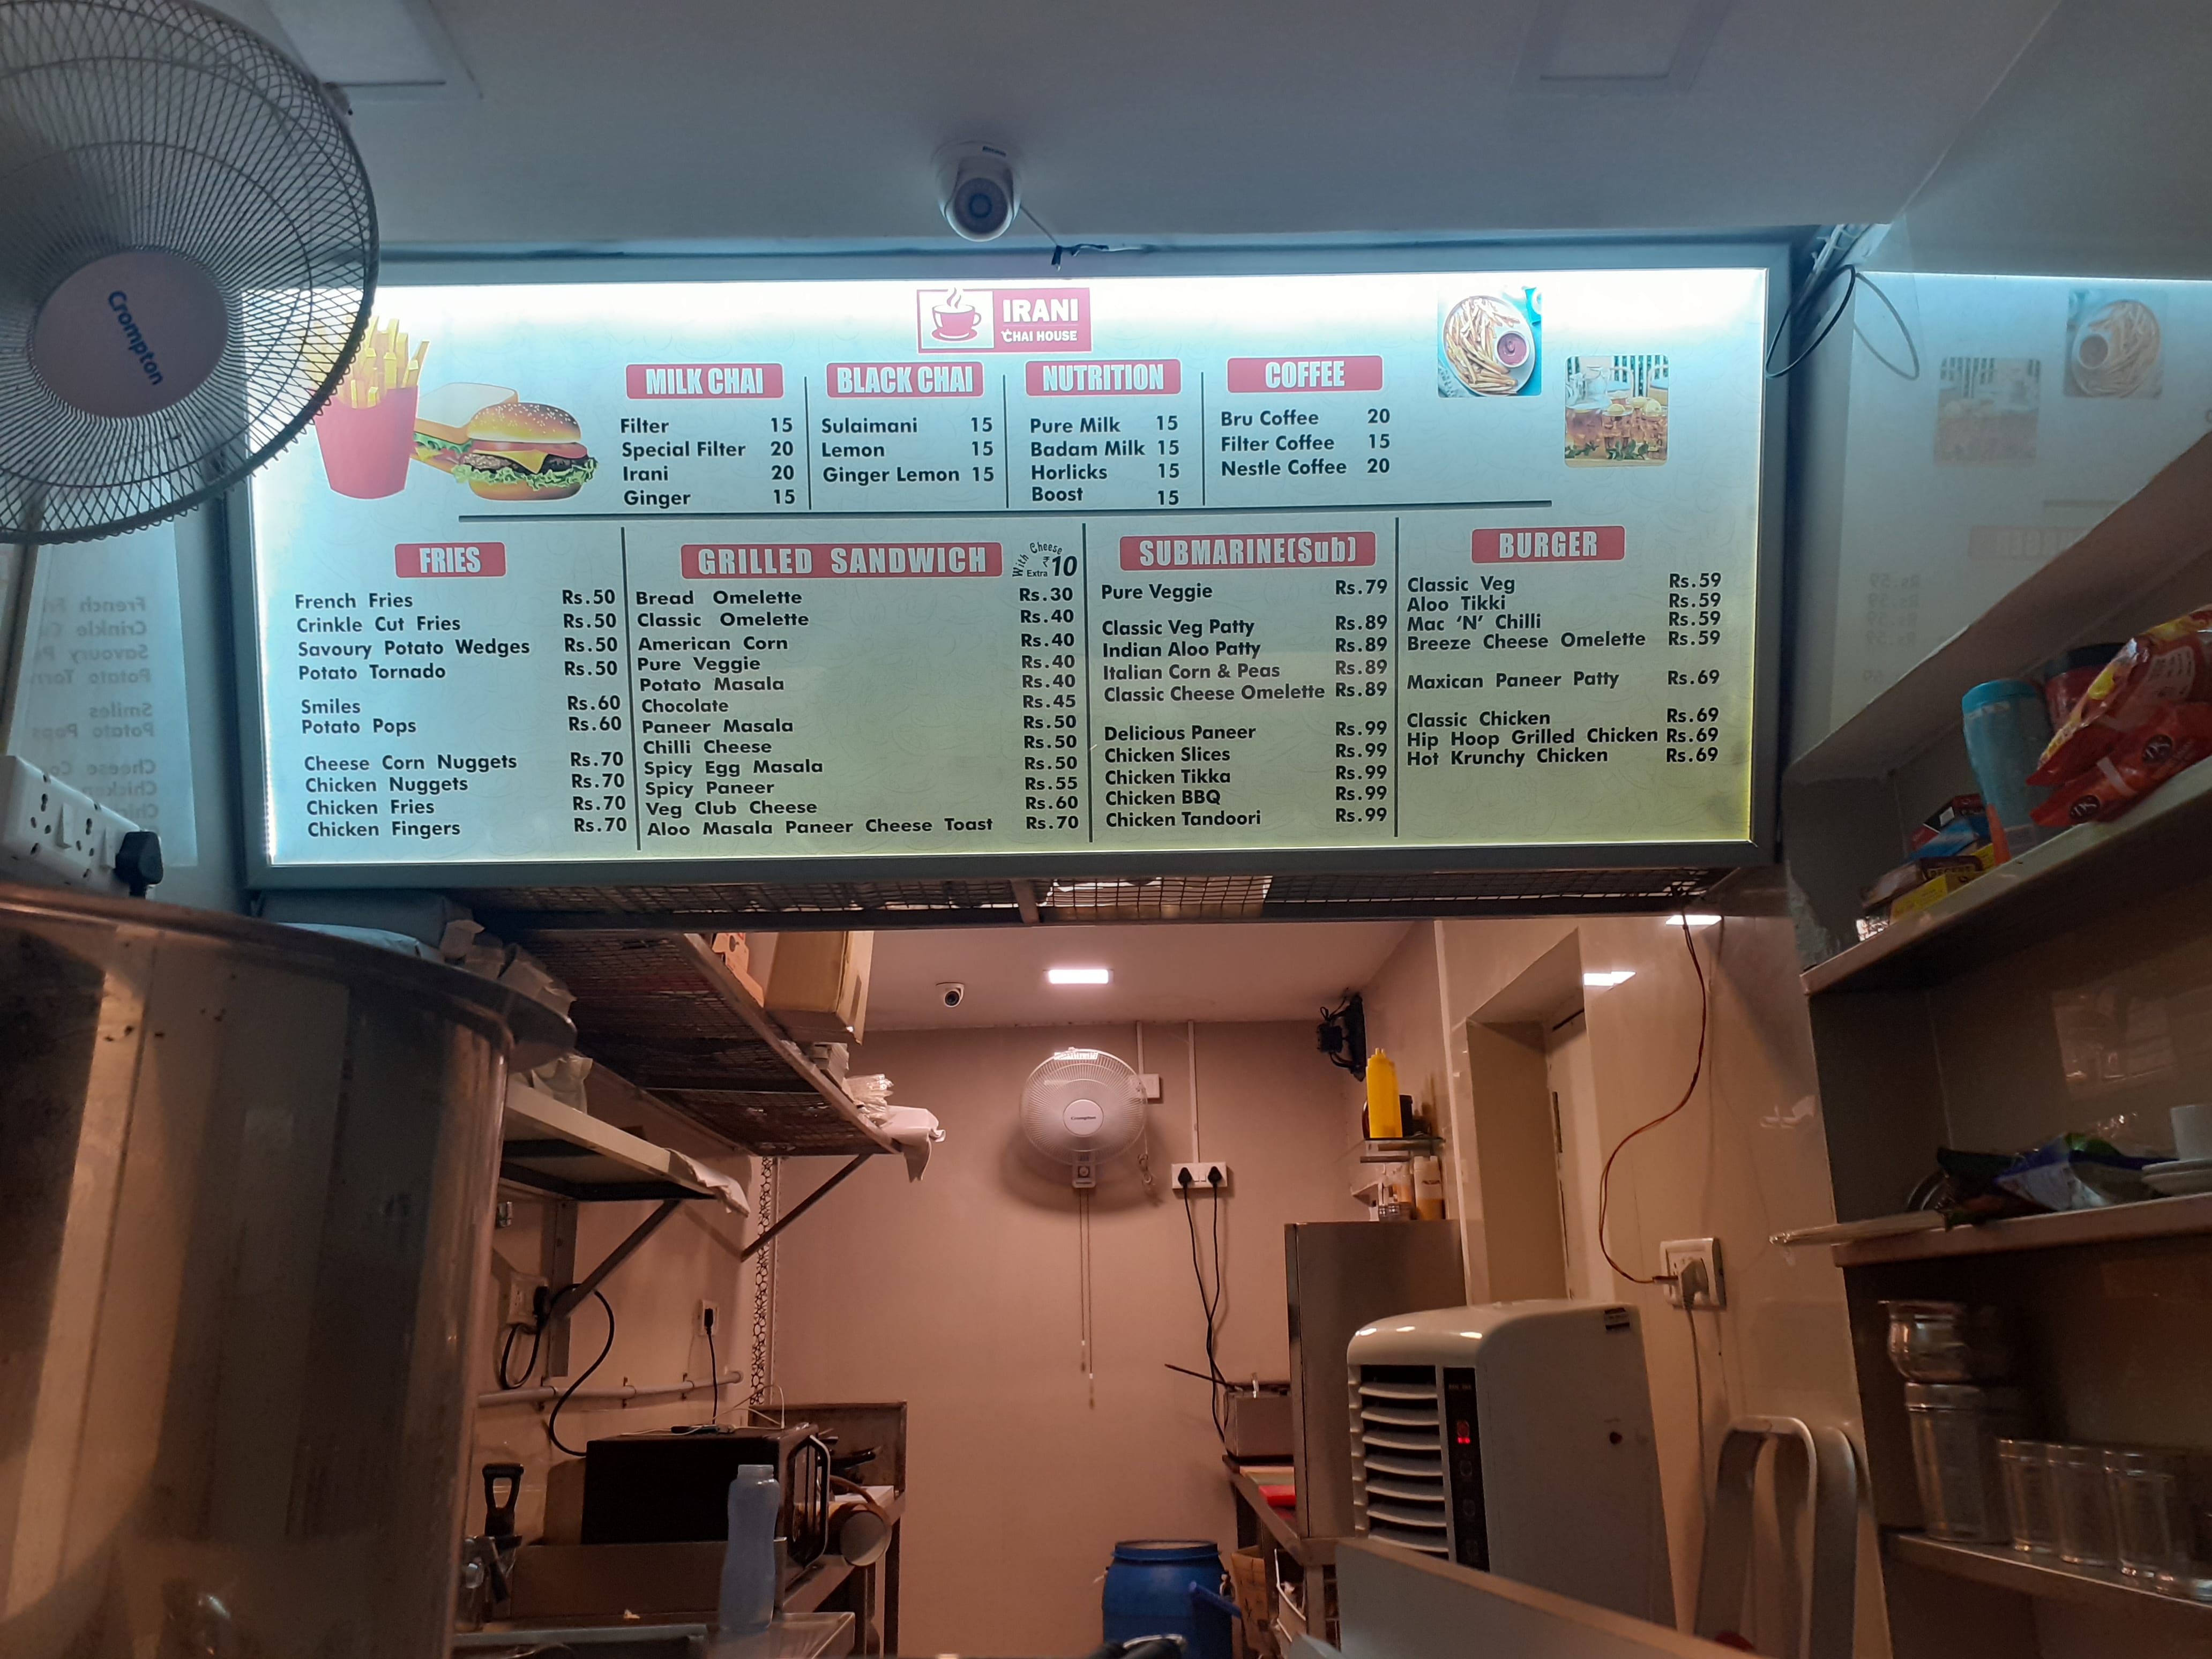 Crompton
IRANI
CHAI HOUSE
MILK CHAI
Filter 15
Special Filter 20
Irani 20
Ginger 15
BLACK CHAI
Sulaimani 15
Lemon 15
Ginger Lemon 15
NUTRITION
Pure Milk 15
Badam Milk 15
Horlicks 15
Boost 15
COFFEE
Bru Coffee 20
Filter Coffee 15
Nestle Coffee 20
FRIES
French Fries Rs.50
Crinkle Cut Fries Rs.50
Savoury Potato Wedges Rs.50
Potato Tornado Rs.50
Smiles Rs.60
Potato Pops Rs.60
Cheese Corn Nuggets Rs.70
Chicken Nuggets Rs.70
Chicken Fries Rs.70
Chicken Fingers Rs.70
GRILLED SANDWICH
With Cheese
Extra ₹10
Bread Omelette Rs.30
Classic Omelette Rs.40
American Corn Rs.40
Pure Veggie Rs.40
Potato Masala Rs.40
Chocolate Rs.45
Paneer Masala Rs.50
Chilli Cheese Rs.50
Spicy Egg Masala Rs.50
Spicy Paneer Rs.55
Veg Club Cheese Rs.60
Aloo Masala Paneer Cheese Toast Rs.70
SUBMARINE(Sub)
Pure Veggie Rs.79
Classic Veg Patty Rs.89
Indian Aloo Patty Rs.89
Italian Corn & Peas Rs.89
Classic Cheese Omelette Rs.89
Delicious Paneer Rs.99
Chicken Slices Rs.99
Chicken Tikka Rs.99
Chicken BBQ Rs.99
Chicken Tandoori Rs.99
BURGER
Classic Veg Rs.59
Aloo Tikki Rs.59
Mac 'N' Chilli Rs.59
Breeze Cheese Omelette Rs.59
Maxican Paneer Patty Rs.69
Classic Chicken Rs.69
Hip Hoop Grilled Chicken Rs.69
Hot Krunchy Chicken Rs.69
Crompton